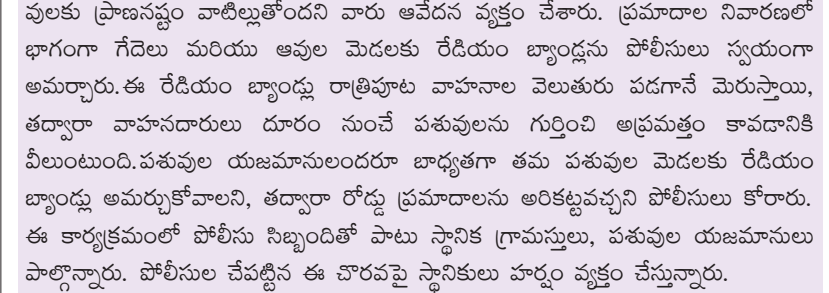 వులకు ప్రాణనష్టం వాటిల్లుతోందని వారు ఆవేదన వ్యక్తం చేశారు. ప్రమాదాల నివారణలో
భాగంగా గేదెలు మరియు ఆవుల మెడలకు రేడియం బ్యాండ్లను పోలీసులు స్వయంగా
అమర్చారు.ఈ రేడియం బ్యాండ్లు రాత్రిపూట వాహనాల వెలుతురు పడగానే మెరుస్తాయి,
తద్వారా వాహనదారులు దూరం నుంచే పశువులను గుర్తించి అప్రమత్తం కావడానికి
వీలుంటుంది.పశువుల యజమానులందరూ బాధ్యతగా తమ పశువుల మెడలకు రేడియం
బ్యాండ్లు అమర్చుకోవాలని, తద్వారా రోడ్డు ప్రమాదాలను అరికట్టవచ్చని పోలీసులు కోరారు.
ఈ కార్యక్రమంలో పోలీసు సిబ్బందితో పాటు స్థానిక గ్రామస్తులు, పశువుల యజమానులు
పాల్గొన్నారు. పోలీసుల చేపట్టిన ఈ చొరవపై స్థానికులు హర్షం వ్యక్తం చేస్తున్నారు.